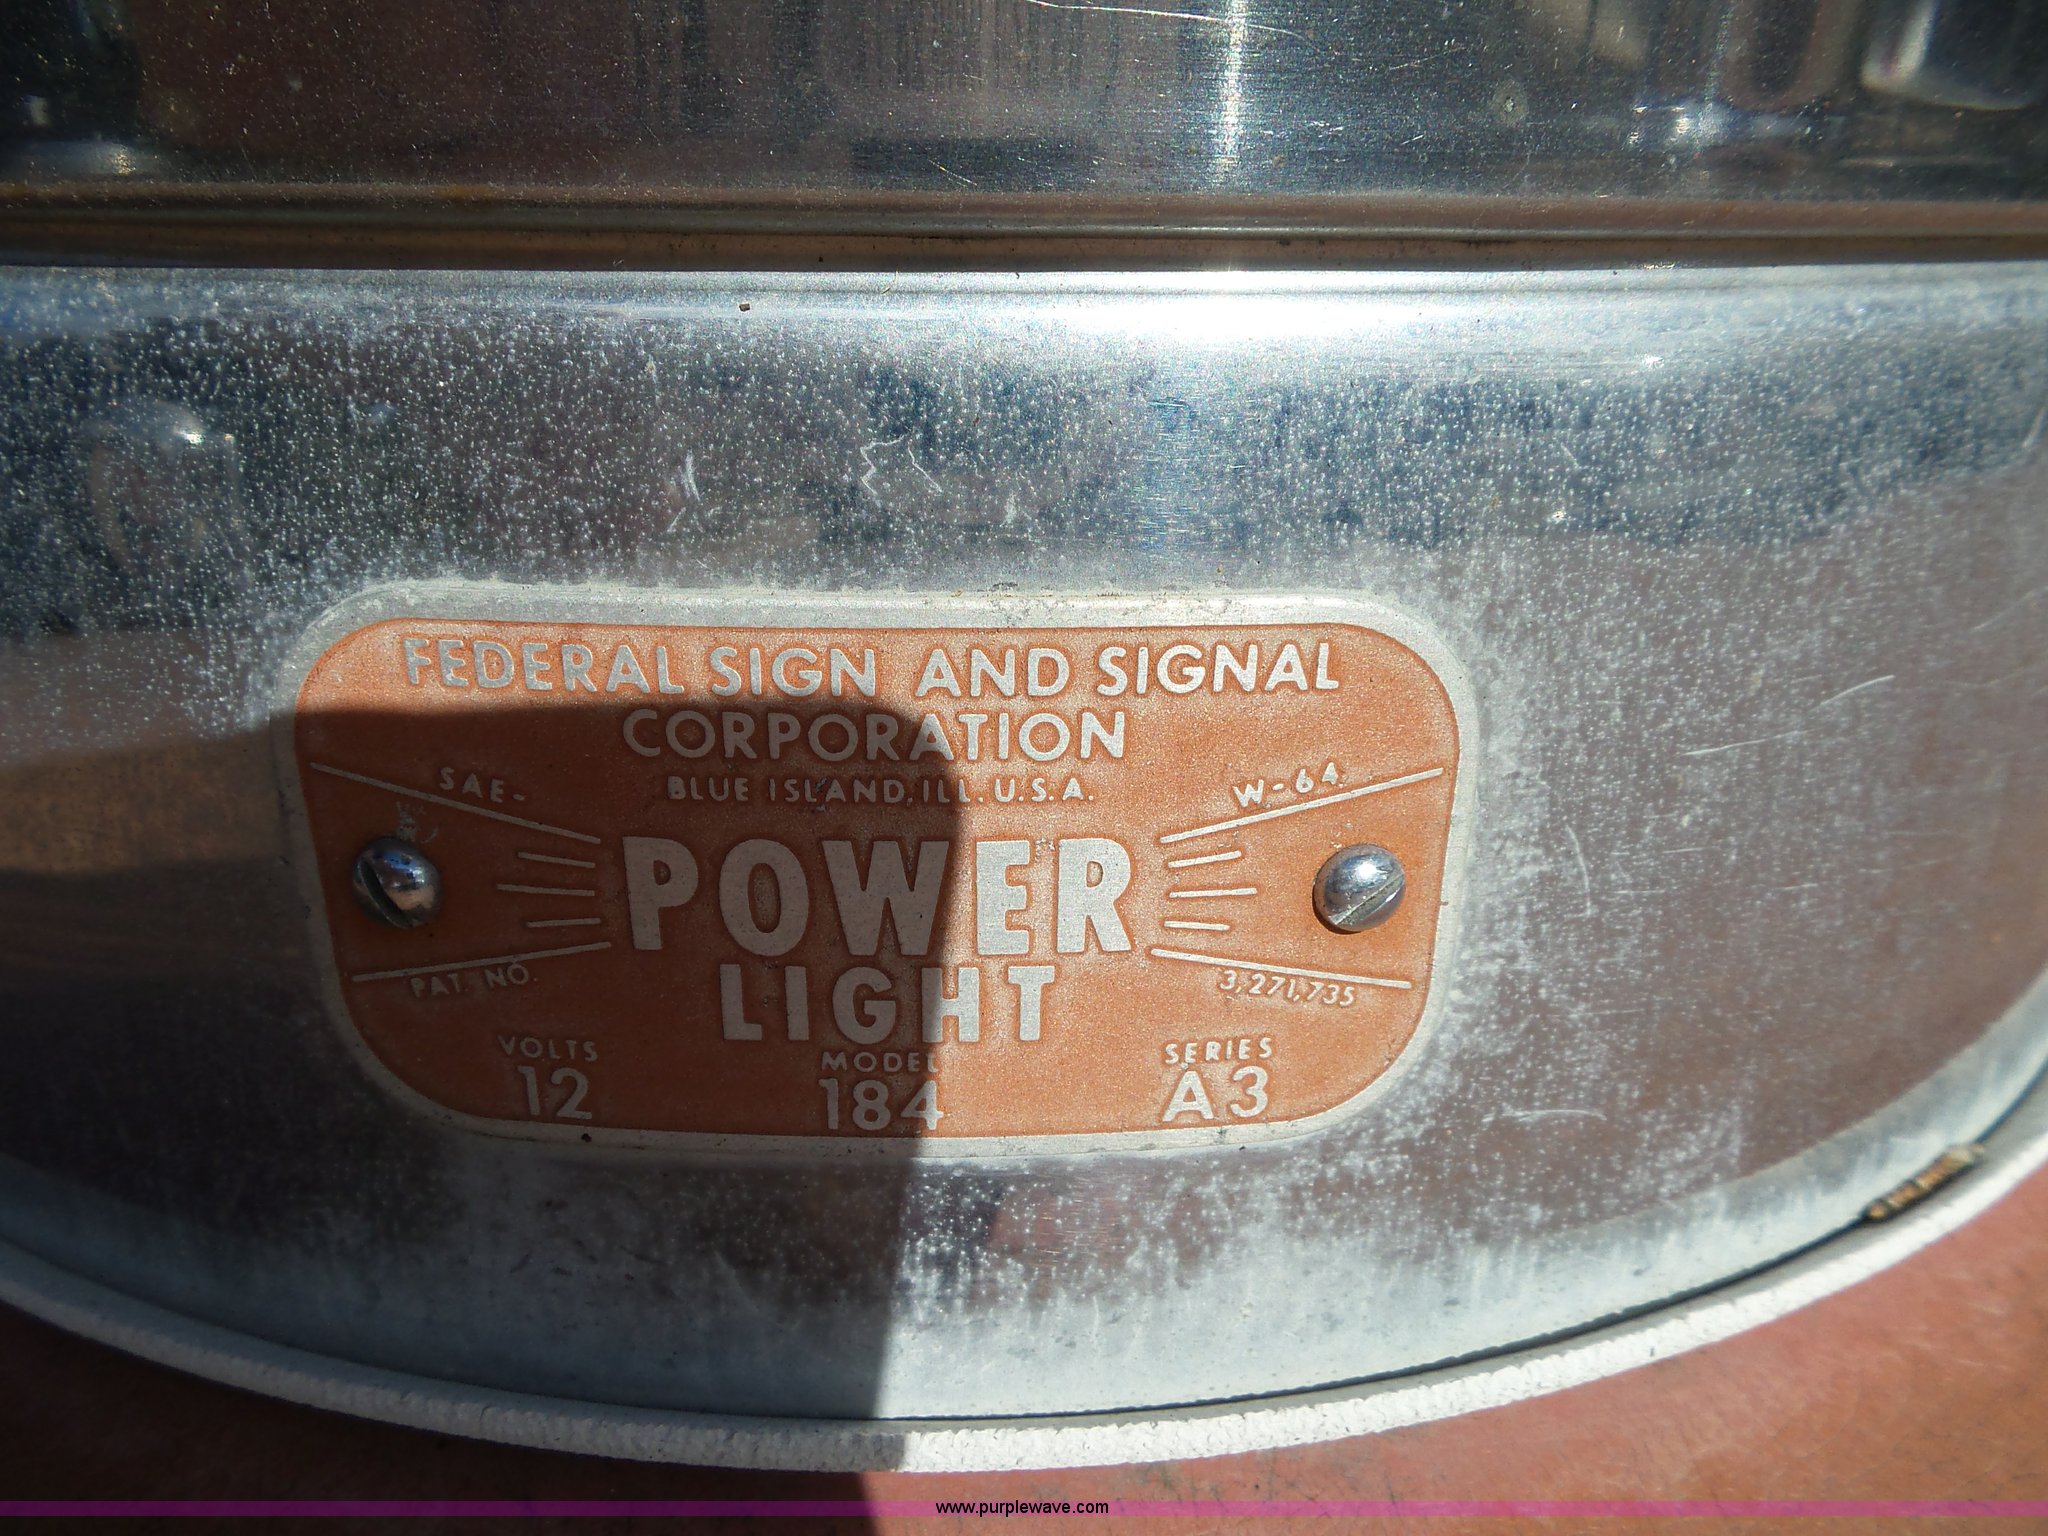 FEDERAL SIGN AND SIGNAL
CORPORATION
BLUE ISLAND, ILL. U.S.A.
SAE- W-64
POWER
LIGHT
PAT. NO. 3,271,735
VOLTS MODEL SERIES
12 184 A3
www.purplewave.com